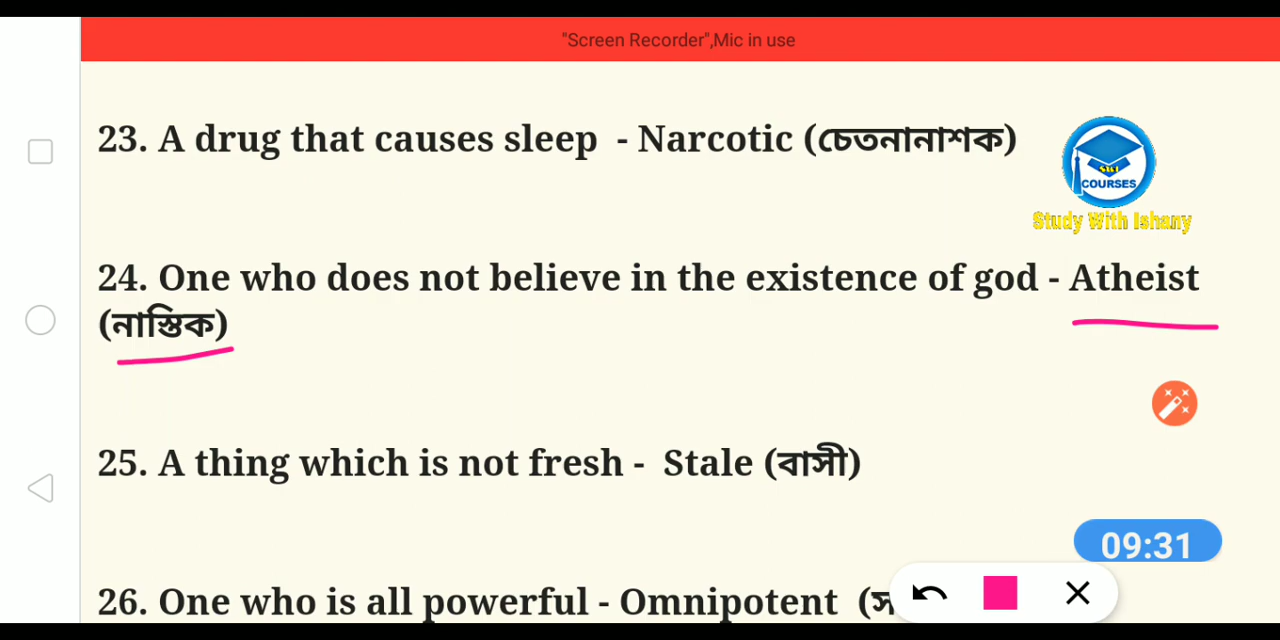 "Screen Recorder",Mic in use
23. A drug that causes sleep - Narcotic (চেতনানাশক)
COURSES
Study With Ishany
24. One who does not believe in the existence of god - Atheist
(নাস্তিক)
25. A thing which is not fresh - Stale (বাসী)
09:31
26. One who is all powerful - Omnipotent